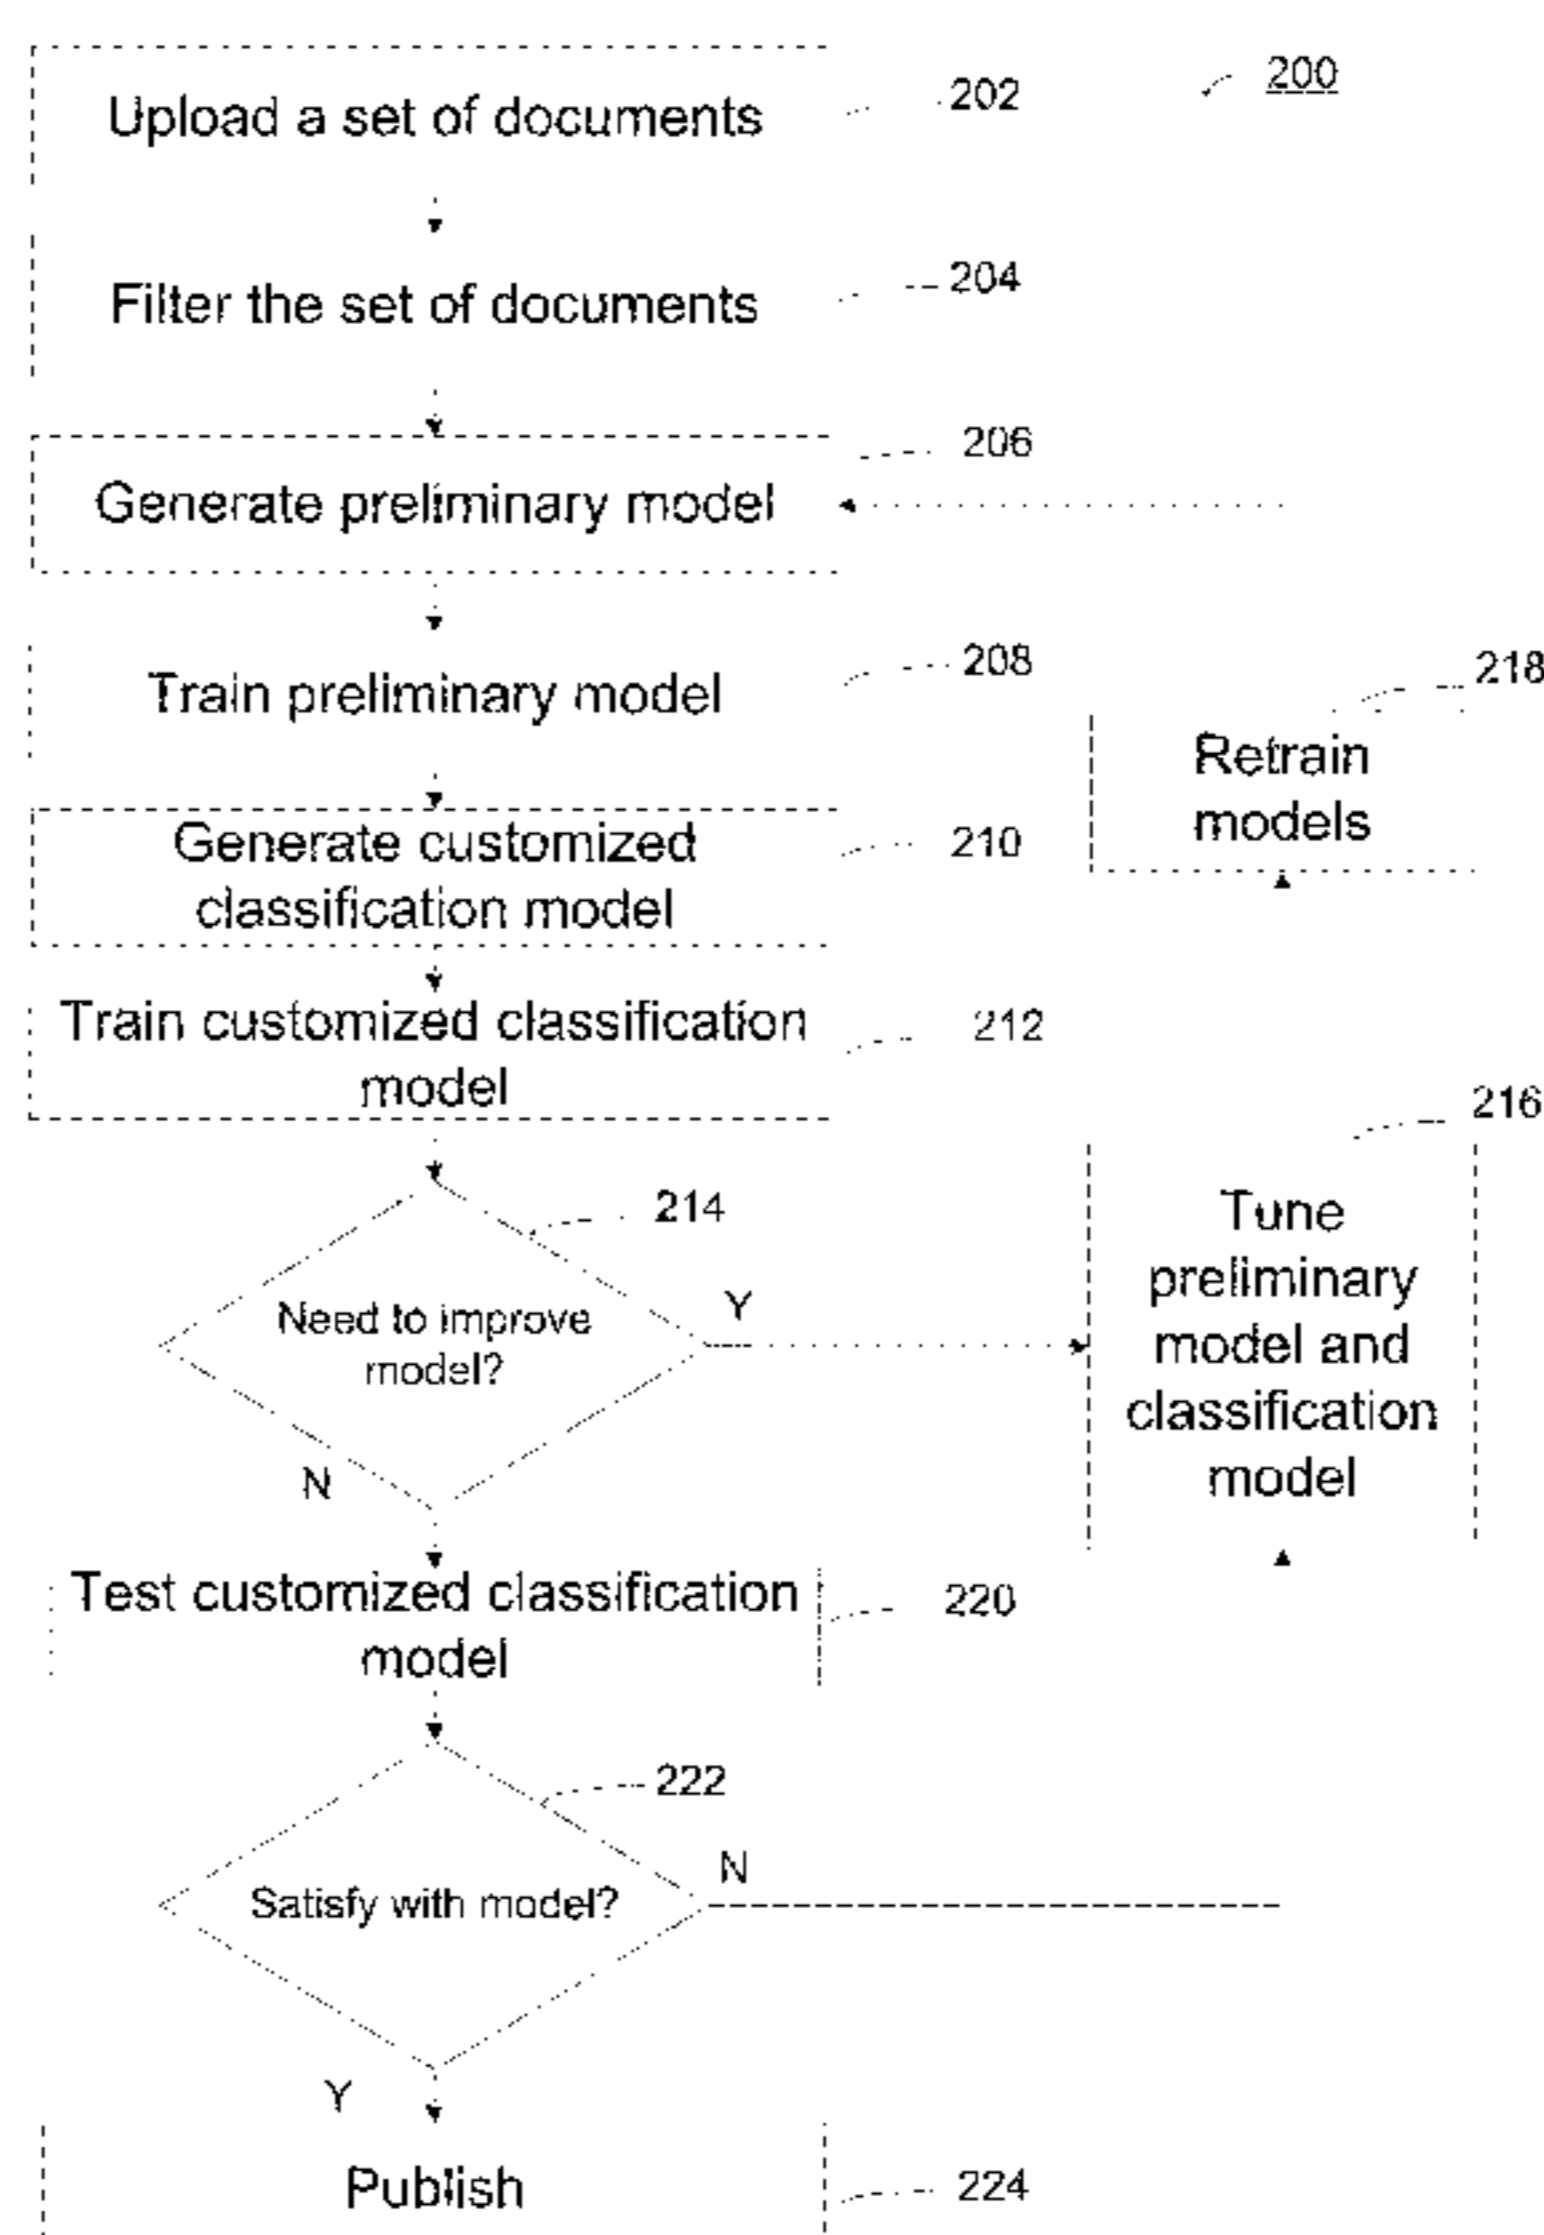 200
Upload a set of documents
202
Filter the set of documents
204
Generate preliminary model
206
Train preliminary model
208
Generate customized
classification model
210
Train customized classification
model
212
Need to improve
model?
214
Y
N
Tune
preliminary
model and
classification
model
216
Retrain
models
218
Test customized classification
model
220
Satisfy with model?
222
N
Y
Publish
224